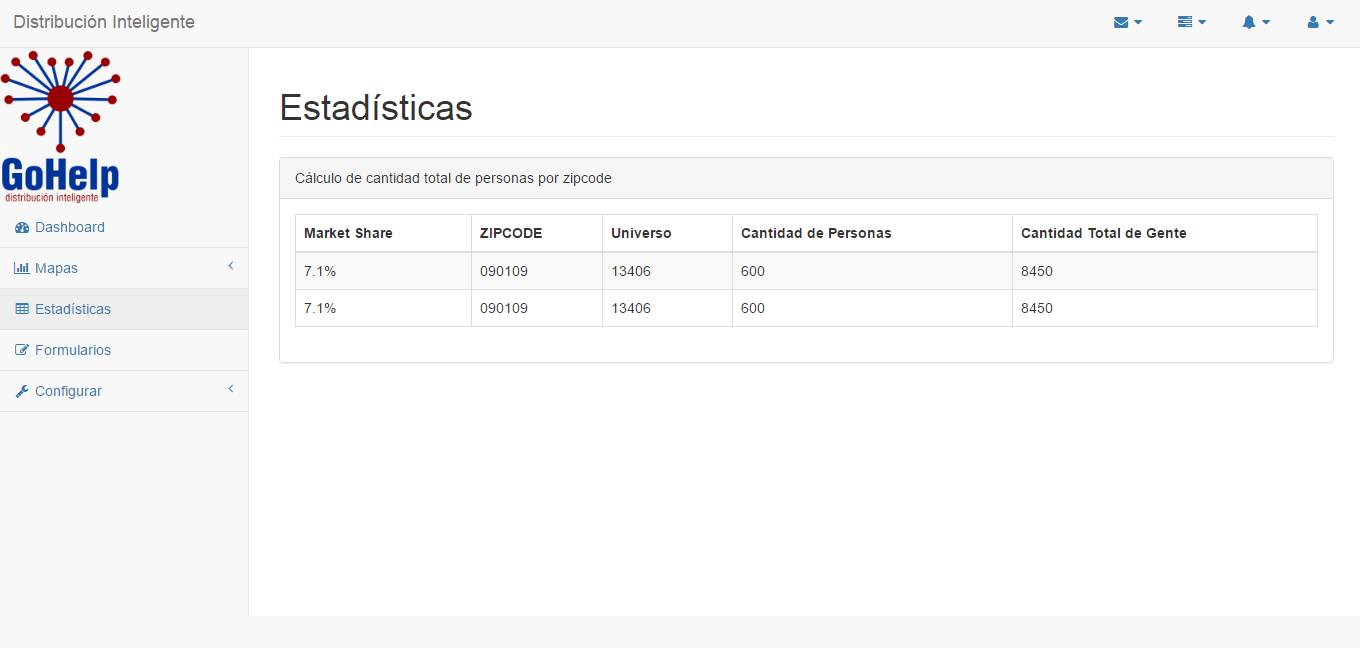 Distribución Inteligente
GoHelp
distribución inteligente
Dashboard
Mapas
Estadísticas
Formularios
Configurar
Estadísticas
Cálculo de cantidad total de personas por zipcode
Market Share ZIPCODE Universo Cantidad de Personas Cantidad Total de Gente
7.1% 090109 13406 600 8450
7.1% 090109 13406 600 8450